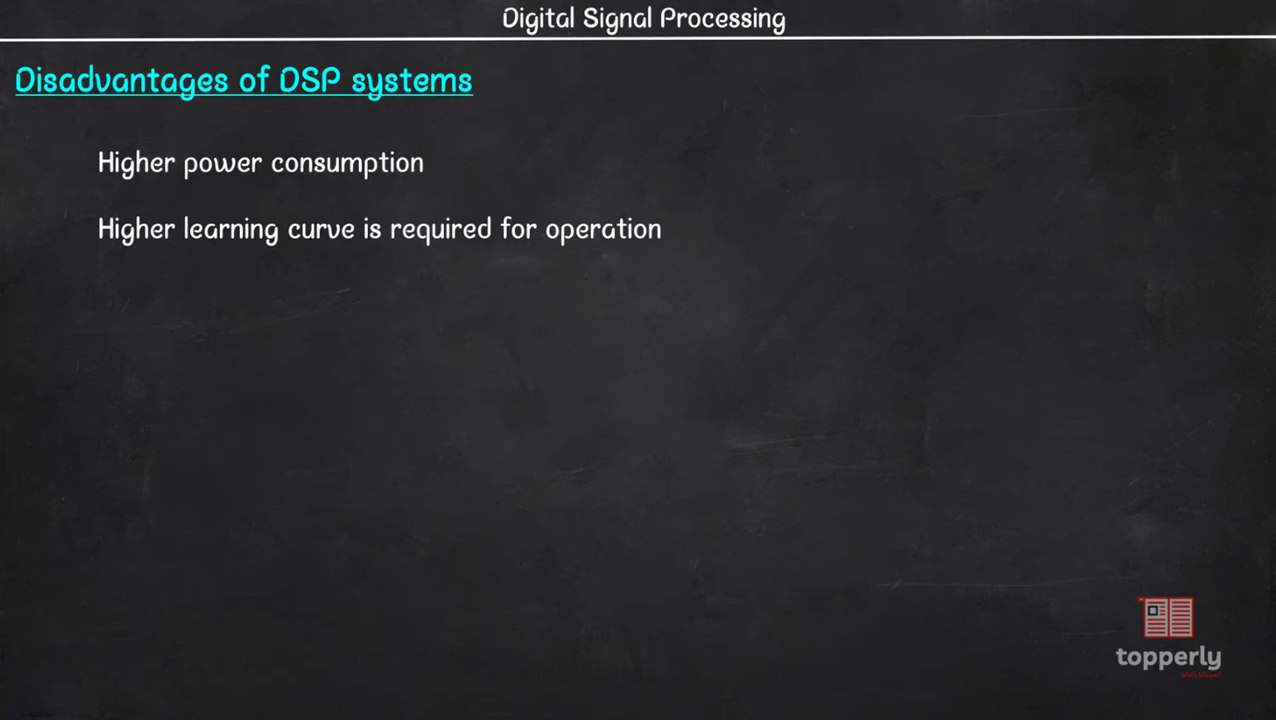 Digital Signal Processing
Disadvantages of DSP systems
Higher power consumption
Higher learning curve is required for operation
topperly